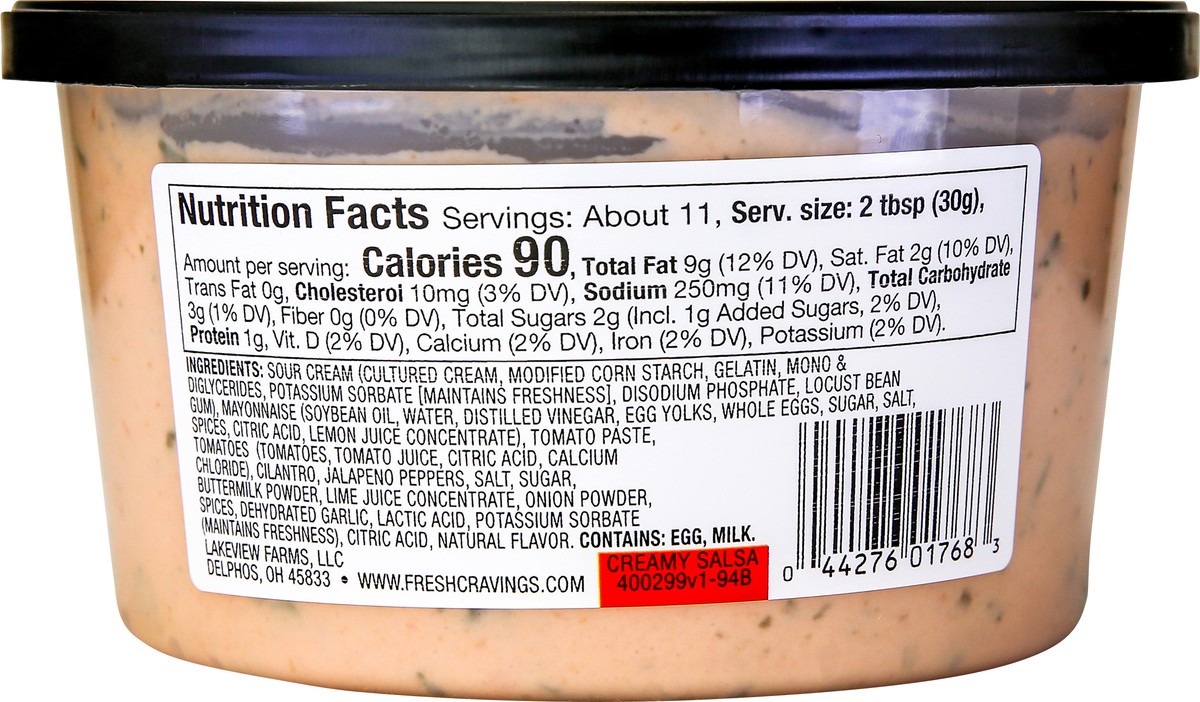 Nutrition Facts Servings: About 11, Serv. size: 2 tbsp (30g),
Amount per serving: Calories 90, Total Fat 9g (12% DV), Sat. Fat 2g (10% DV),
Trans Fat 0g, Cholesterol 10mg (3% DV), Sodium 250mg (11% DV), Total Carbohydrate
3g (1% DV), Fiber 0g (0% DV), Total Sugars 2g (Incl. 1g Added Sugars, 2% DV),
Protein 1g, Vit. D (2% DV), Calcium (2% DV), Iron (2% DV), Potassium (2% DV).
INGREDIENTS: SOUR CREAM (CULTURED CREAM, MODIFIED CORN STARCH, GELATIN, MONO &
DIGLYCERIDES, POTASSIUM SORBATE [MAINTAINS FRESHNESS], DISODIUM PHOSPHATE, LOCUST BEAN
GUM), MAYONNAISE (SOYBEAN OIL, WATER, DISTILLED VINEGAR, EGG YOLKS, WHOLE EGGS, SUGAR, SALT,
SPICES, CITRIC ACID, LEMON JUICE CONCENTRATE), TOMATO PASTE,
TOMATOES (TOMATOES, TOMATO JUICE, CITRIC ACID, CALCIUM
CHLORIDE), CILANTRO, JALAPENO PEPPERS, SALT, SUGAR,
BUTTERMILK POWDER, LIME JUICE CONCENTRATE, ONION POWDER,
SPICES, DEHYDRATED GARLIC, LACTIC ACID, POTASSIUM SORBATE
(MAINTAINS FRESHNESS), CITRIC ACID, NATURAL FLAVOR. CONTAINS: EGG, MILK.
LAKEVIEW FARMS, LLC
DELPHOS, OH 45833 • WWW.FRESHCRAVINGS.COM
CREAMY SALSA
400299v1-94B
0 44276 01768 3